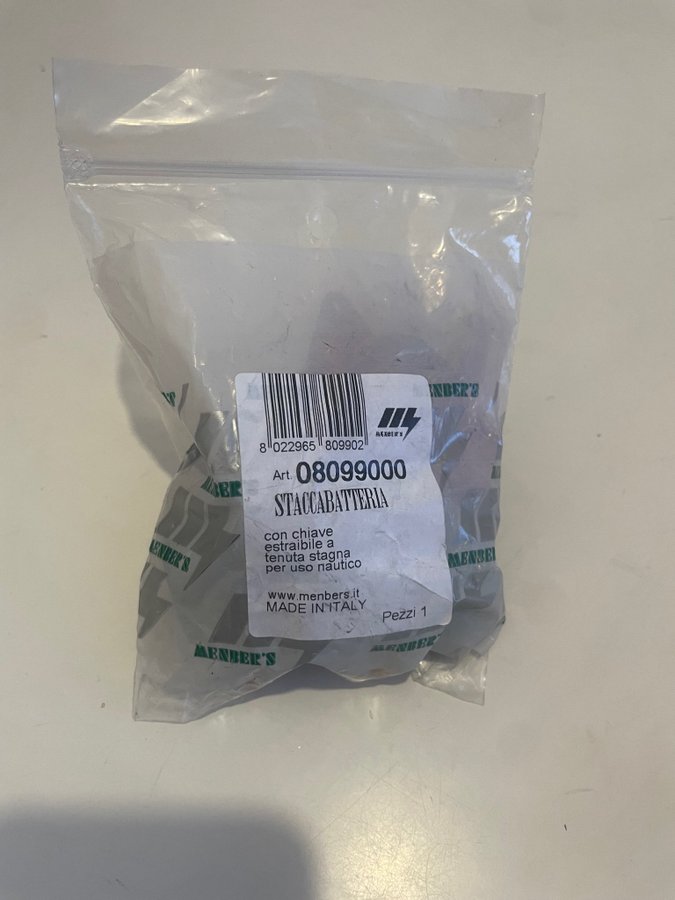 MENBER'S
8 022965 809902
MENBER'S
Art. 08099000
STACCABATTERIA
con chiave
estraibile a
tenuta stagna
per uso nautico
www.menbers.it
MADE IN ITALY
Pezzi 1
MENBER'S
MENBER'S
MENBER'S